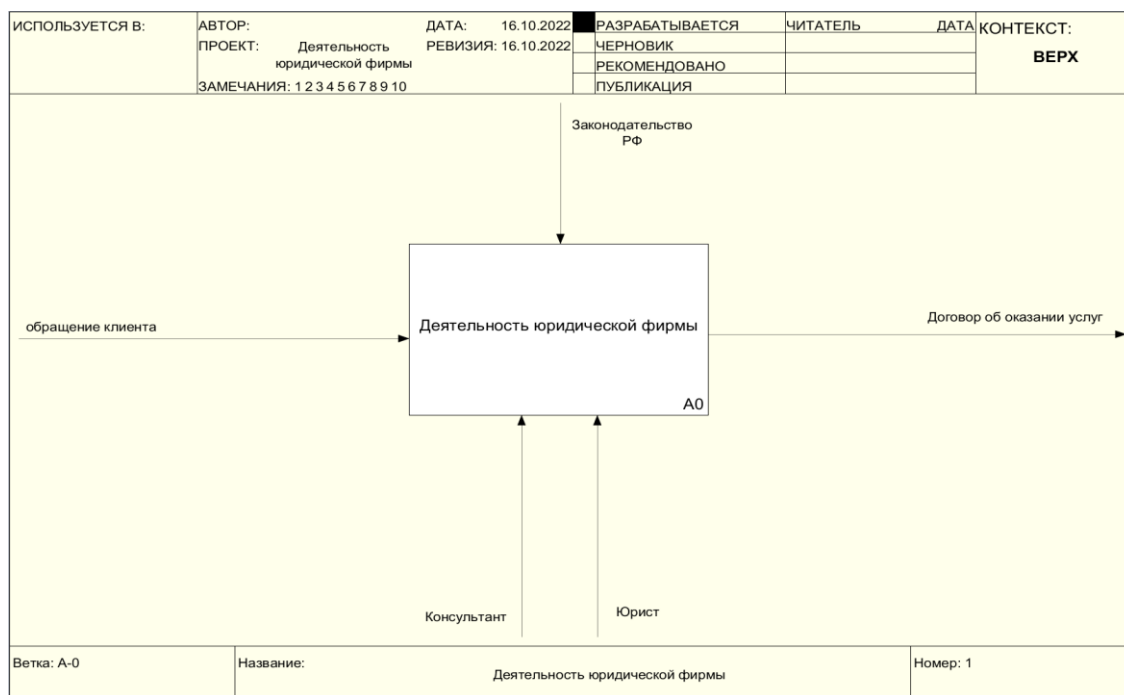 ИСПОЛЬЗУЕТСЯ В:
АВТОР:
ДАТА: 16.10.2022
РАЗРАБАТЫВАЕТСЯ
ЧИТАТЕЛЬ
ДАТА
КОНТЕКСТ:
ПРОЕКТ: Деятельность
юридической фирмы
РЕВИЗИЯ: 16.10.2022
ЧЕРНОВИК
ВЕРХ
РЕКОМЕНДОВАНО
ЗАМЕЧАНИЯ: 1 2 3 4 5 6 7 8 9 10
ПУБЛИКАЦИЯ
Законодательство
РФ
обращение клиента
Деятельность юридической фирмы
Договор об оказании услуг
A0
Консультант
Юрист
Ветка: A-0
Название:
Деятельность юридической фирмы
Номер: 1